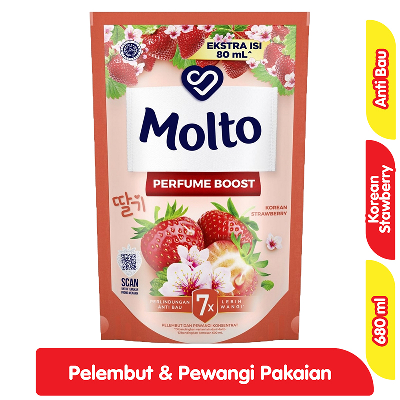 EKSTRA ISI
80 mL^
Molto
PERFUME BOOST
딸기
KOREAN
STRAWBERRY
SCAN
PERLINDUNGAN
ANTI BAU
7x
LEBIH
WANGI*
PELEMBUT DAN PEWANGI KONSENTRAT
Anti Bau
Korean
Stawberry
680 ml
Pelembut & Pewangi Pakaian